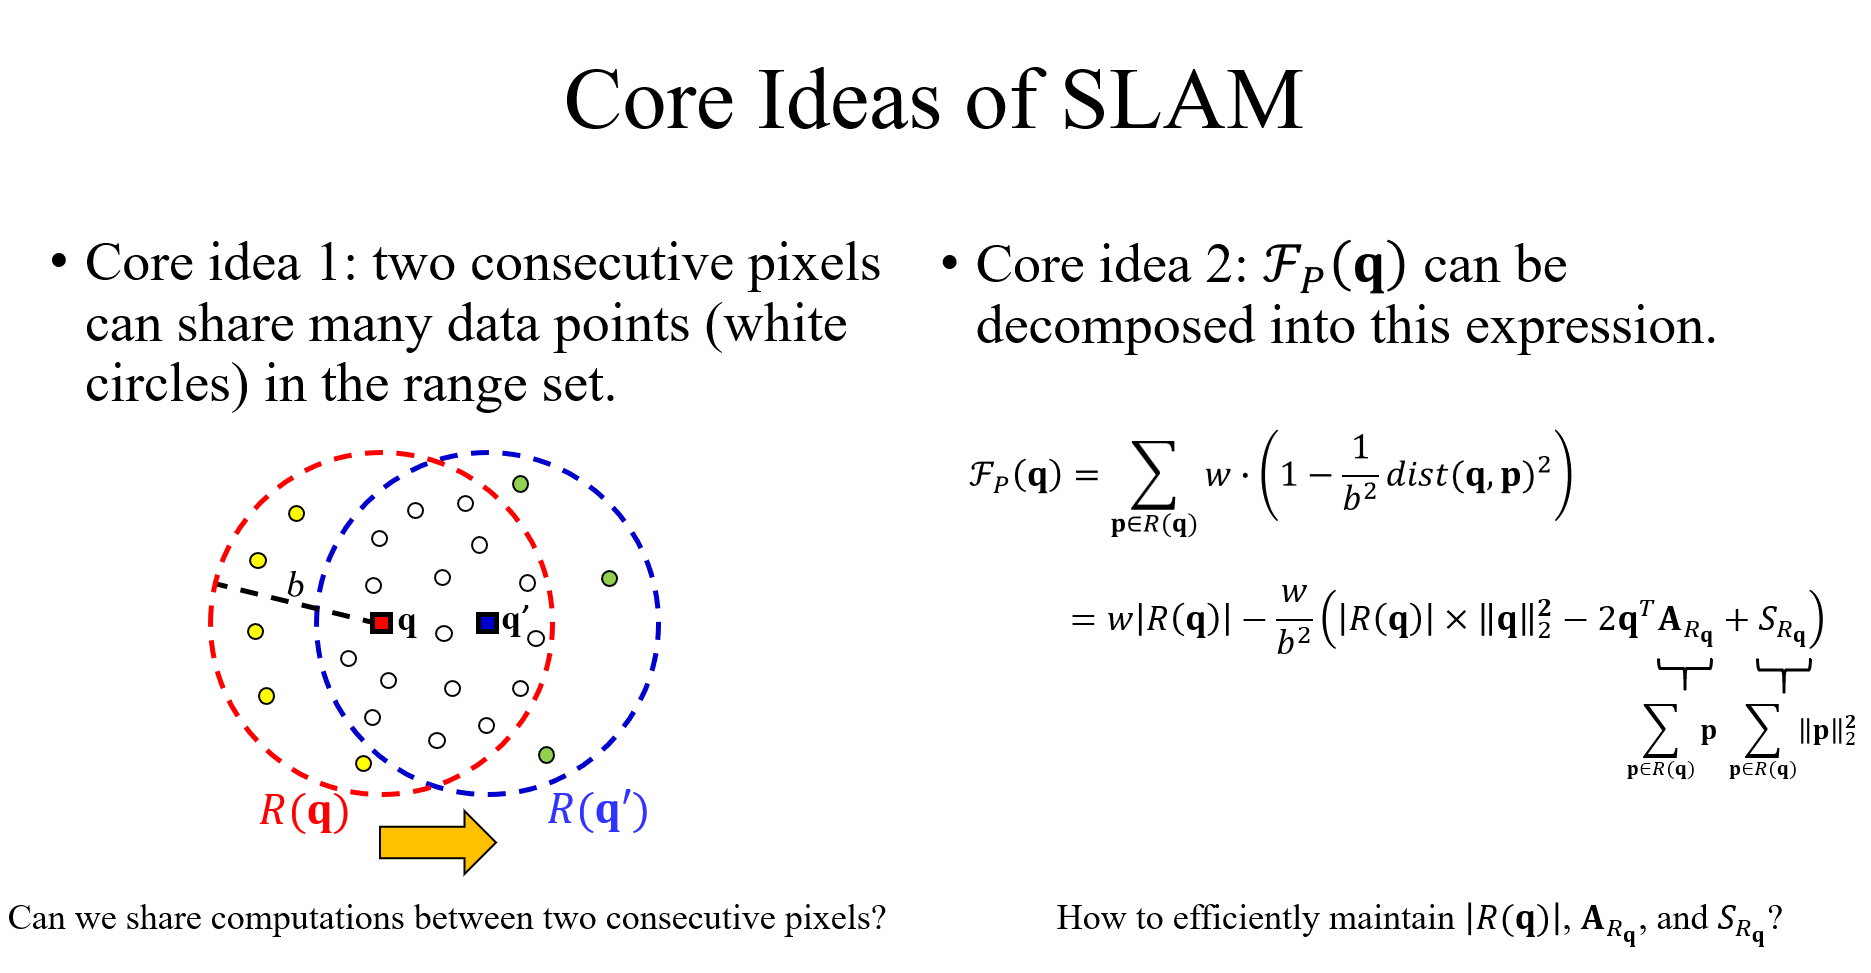 Core Ideas of SLAM
• Core idea 1: two consecutive pixels
can share many data points (white
circles) in the range set.
b
q
q′
R(q)
R(q′)
Can we share computations between two consecutive pixels?
• Core idea 2: ℱ_P(q) can be
decomposed into this expression.
ℱ_P(q) = ∑_{p∈R(q)} w · (1 − 1/b² dist(q, p)²)
= w|R(q)| − w/b² (|R(q)| × ‖q‖₂² − 2qᵀA_{R_q} + S_{R_q})
∑_{p∈R(q)} p
∑_{p∈R(q)} ‖p‖₂²
How to efficiently maintain |R(q)|, A_{R_q}, and S_{R_q}?